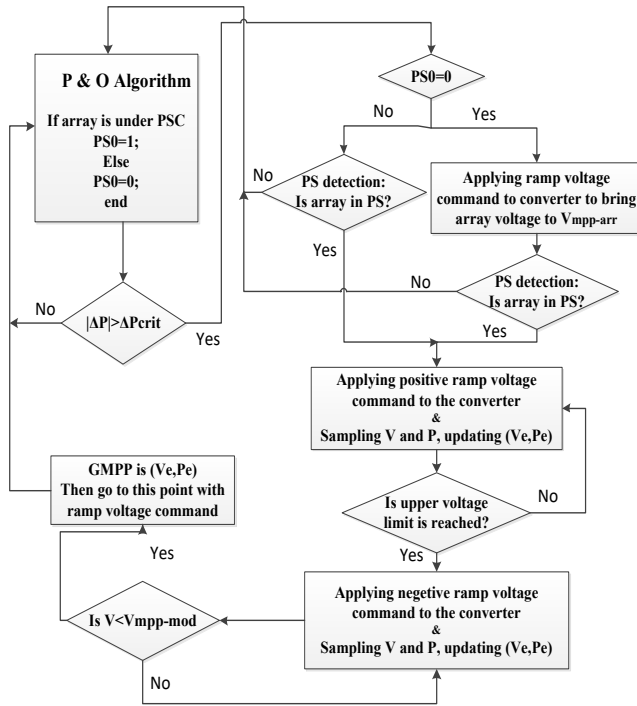 P & O Algorithm
If array is under PSC
PS0=1;
Else
PS0=0;
end
|ΔP|>ΔPcrit
No
Yes
PS0=0
No
Yes
PS detection:
Is array in PS?
No
Yes
Applying ramp voltage
command to converter to bring
array voltage to Vmpp-arr
PS detection:
Is array in PS?
No
Yes
Applying positive ramp voltage
command to the converter
&
Sampling V and P, updating (Ve,Pe)
Is upper voltage
limit is reached?
No
Yes
Applying negetive ramp voltage
command to the converter
&
Sampling V and P, updating (Ve,Pe)
Is V<Vmpp-mod
No
Yes
GMPP is (Ve,Pe)
Then go to this point with
ramp voltage command